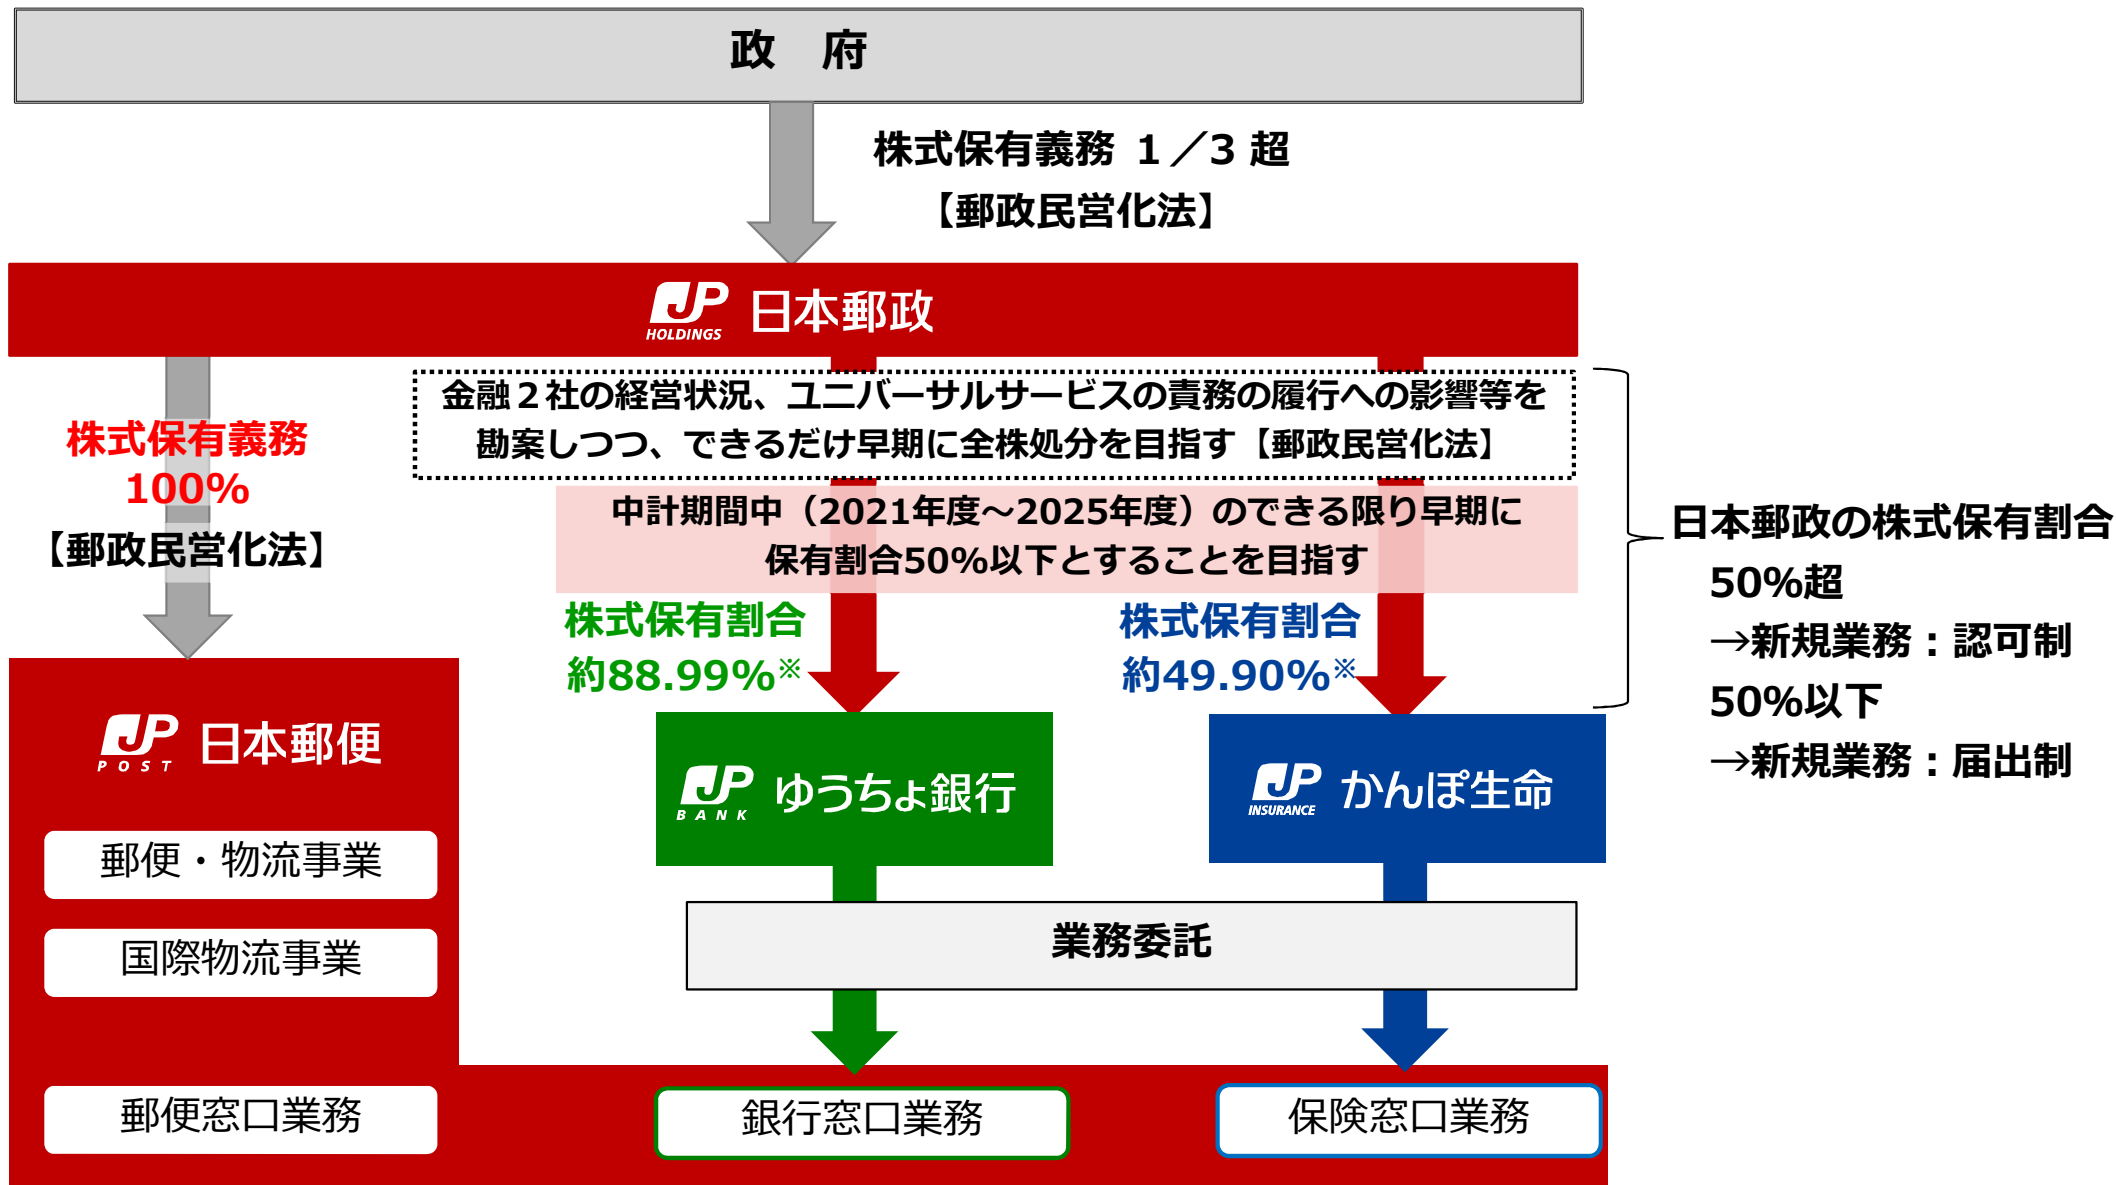 政　府
株式保有義務 １／3 超
【郵政民営化法】
JP HOLDINGS 日本郵政
金融２社の経営状況、ユニバーサルサービスの責務の履行への影響等を
勘案しつつ、できるだけ早期に全株処分を目指す【郵政民営化法】
株式保有義務
100%
【郵政民営化法】
中計期間中（2021年度～2025年度）のできる限り早期に
保有割合50%以下とすることを目指す
株式保有割合
約88.99%※
株式保有割合
約49.90%※
日本郵政の株式保有割合
50%超
→新規業務：認可制
50%以下
→新規業務：届出制
JP POST 日本郵便
JP BANK ゆうちょ銀行
JP INSURANCE かんぽ生命
郵便・物流事業
国際物流事業
業務委託
郵便窓口業務
銀行窓口業務
保険窓口業務